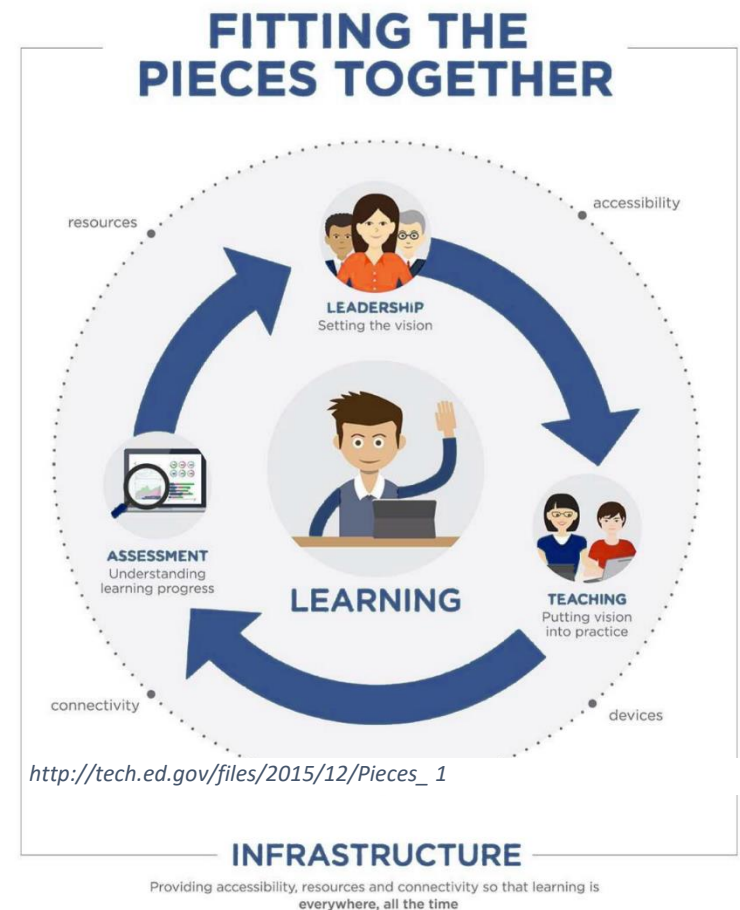 FITTING THE
PIECES TOGETHER
resources
accessibility
LEADERSHiP
Setting the vision
ASSESSMENT
Understanding
learning progress
LEARNING
TEACHING
Putting vision
into practice
connectivity
devices
http://tech.ed.gov/files/2015/12/Pieces_ 1
INFRASTRUCTURE
Providing accessibility, resources and connectivity so that learning is
everywhere, all the time